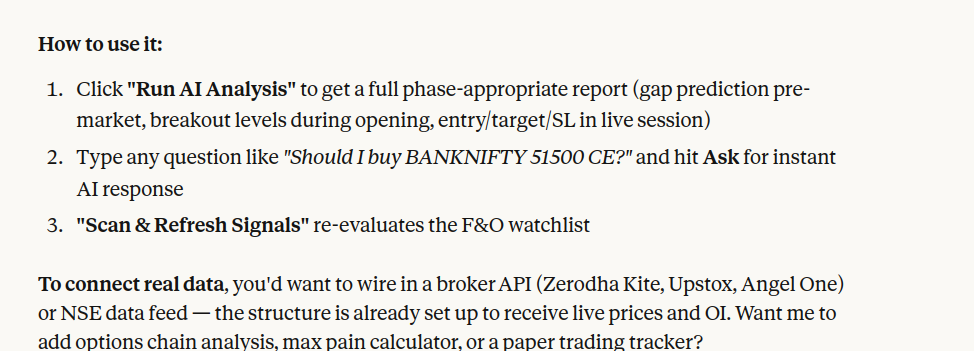 How to use it:
1. Click "Run AI Analysis" to get a full phase-appropriate report (gap prediction pre-
market, breakout levels during opening, entry/target/SL in live session)
2. Type any question like "Should I buy BANKNIFTY 51500 CE?" and hit Ask for instant
AI response
3. "Scan & Refresh Signals" re-evaluates the F&O watchlist
To connect real data, you'd want to wire in a broker API (Zerodha Kite, Upstox, Angel One)
or NSE data feed — the structure is already set up to receive live prices and OI. Want me to
add options chain analysis, max pain calculator, or a paper trading tracker?